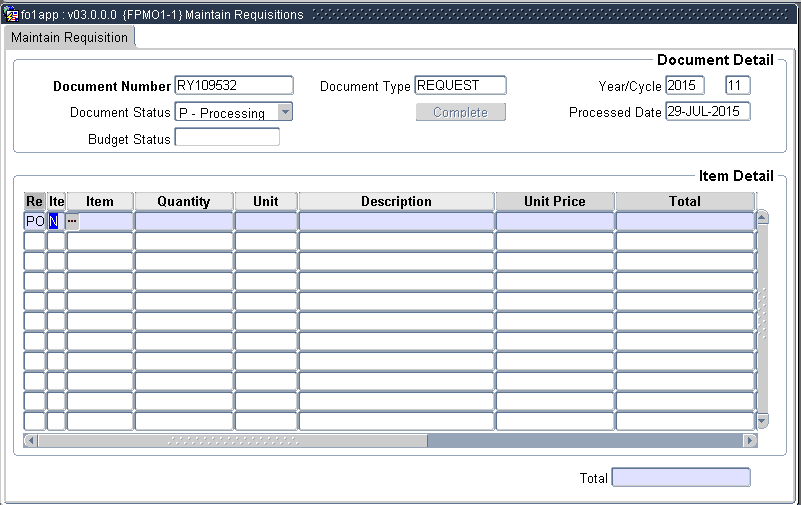 fo1app : v03.0.0.0 {FPMO1-1} Maintain Requisitions
Maintain Requisition
Document Detail
Document Number RY109532 Document Type REQUEST Year/Cycle 2015 11
Document Status P - Processing Complete Processed Date 29-JUL-2015
Budget Status
Item Detail
Re Ite Item Quantity Unit Description Unit Price Total
PO N ...
Total